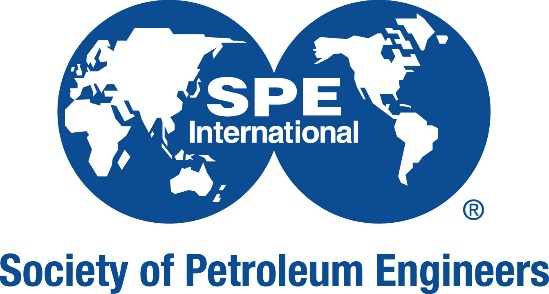 SPE
International
®
Society of Petroleum Engineers